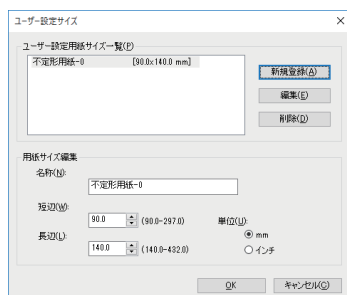 ユーザー設定サイズ
ユーザー設定用紙サイズ一覧(P)
不定形用紙-0 [90.0x140.0 mm]
新規登録(A)
編集(E)
削除(D)
用紙サイズ編集
名称(N):
不定形用紙-0
短辺(W):
90.0 (90.0-297.0)
単位(U):
長辺(L):
mm
140.0 (140.0-432.0)
インチ
OK
キャンセル(C)